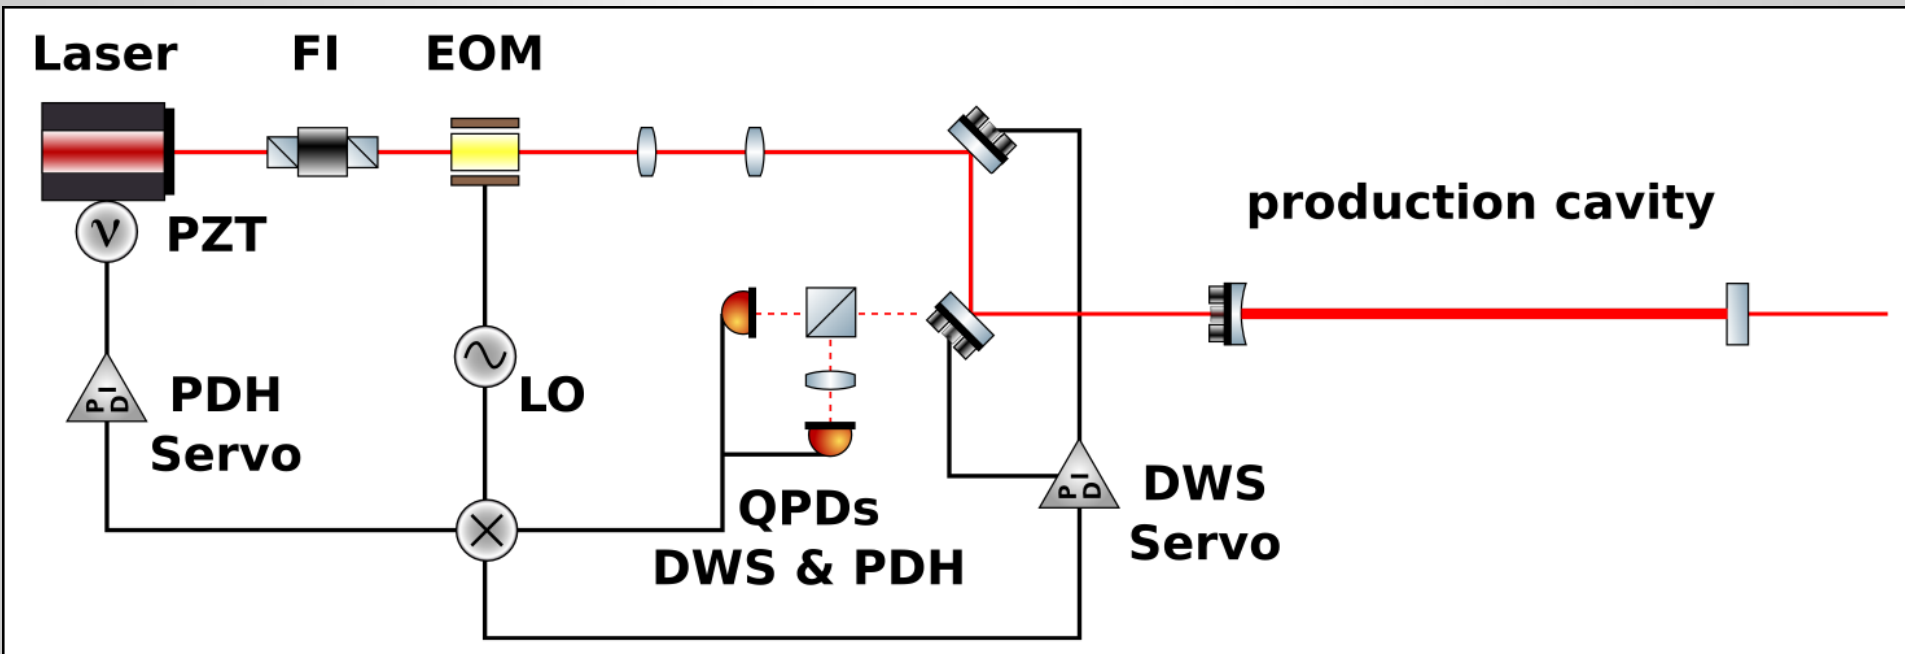 Laser
FI
EOM
ν
PZT
production cavity
LO
P I D
PDH
Servo
QPDs
DWS & PDH
P I D
DWS
Servo